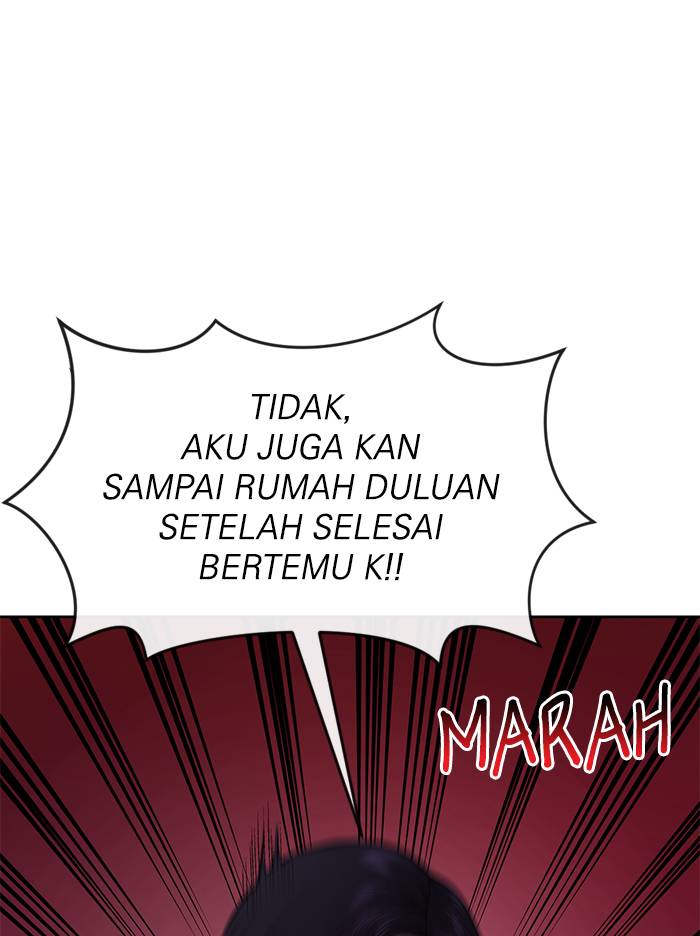 TIDAK,
AKU JUGA KAN
SAMPAI RUMAH DULUAN
SETELAH SELESAI
BERTEMU K!!
MARAH